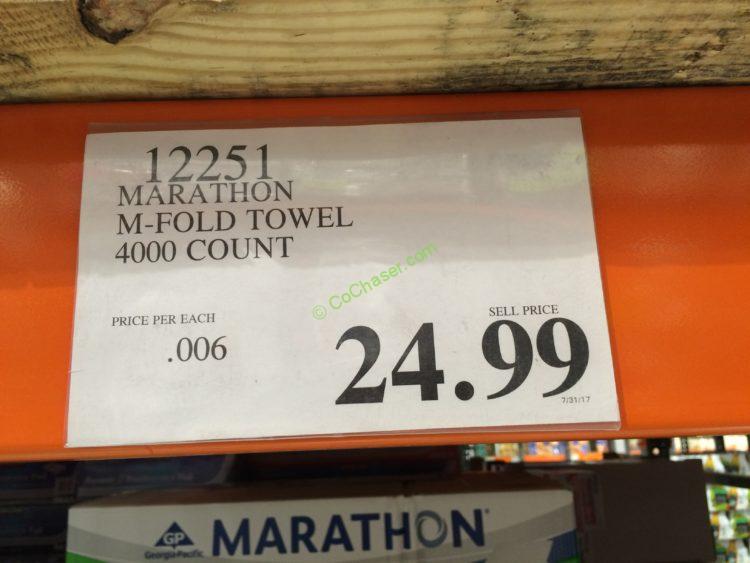 12251
MARATHON
M-FOLD TOWEL
4000 COUNT
© CoChaser.com
PRICE PER EACH
.006
SELL PRICE
24.99
7/31/17
GP
Georgia-Pacific
MARATHON®